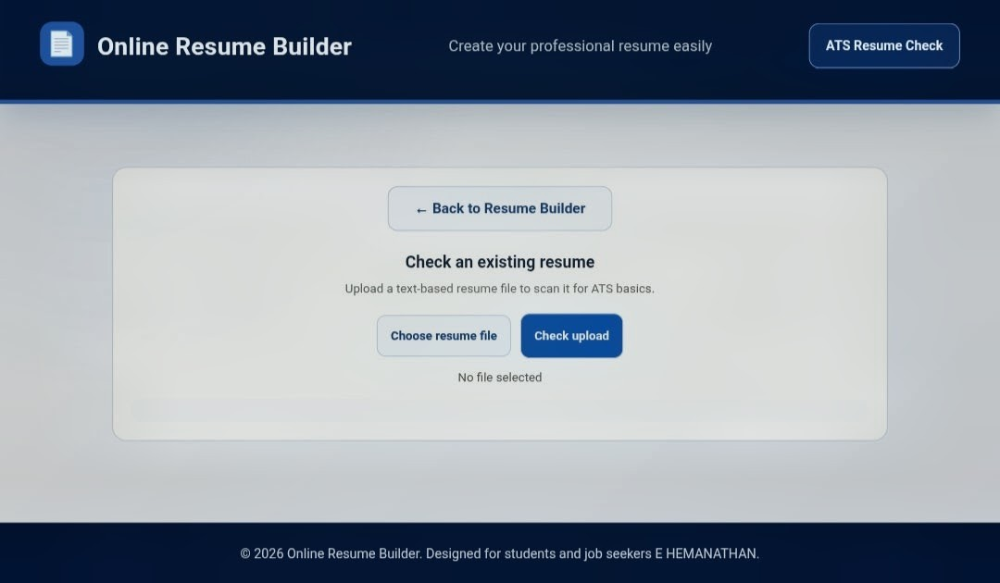 Online Resume Builder
Create your professional resume easily
ATS Resume Check
← Back to Resume Builder
Check an existing resume
Upload a text-based resume file to scan it for ATS basics.
Choose resume file
Check upload
No file selected
© 2026 Online Resume Builder. Designed for students and job seekers E HEMANATHAN.